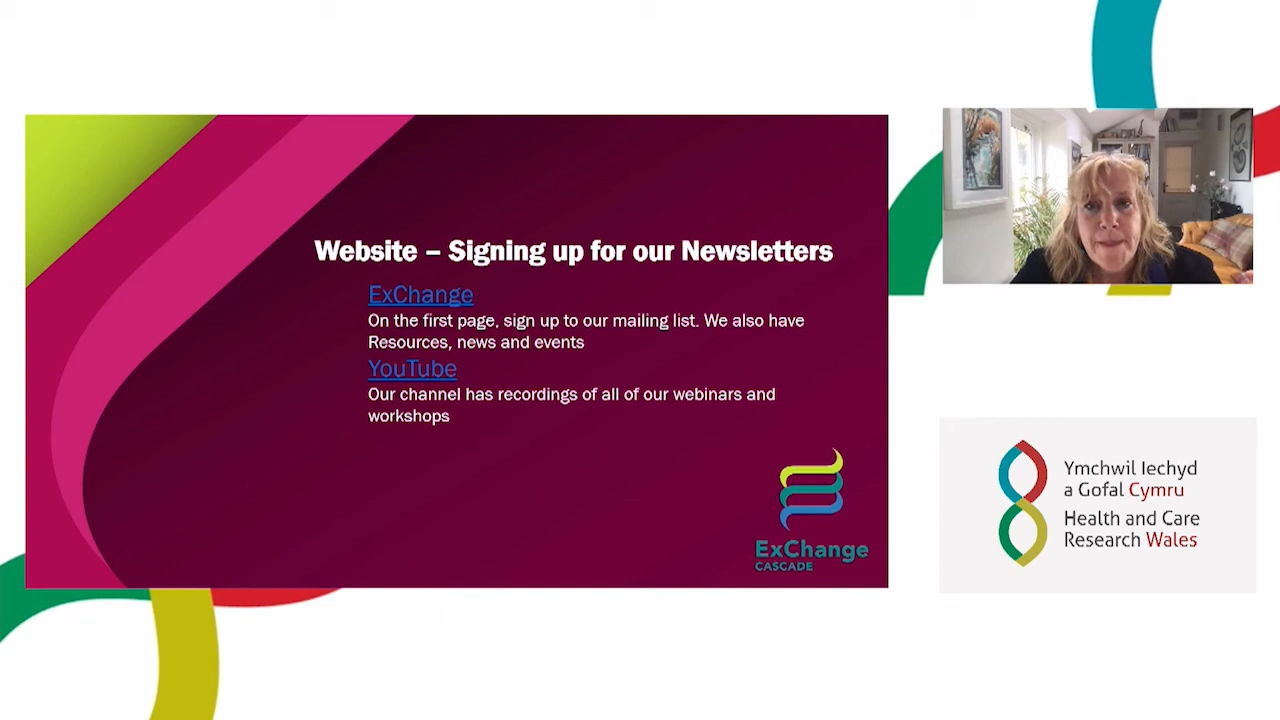 Website – Signing up for our Newsletters
ExChange
On the first page, sign up to our mailing list. We also have
Resources, news and events
YouTube
Our channel has recordings of all of our webinars and
workshops
ExChange
CASCADE
Ymchwil Iechyd
a Gofal Cymru
Health and Care
Research Wales